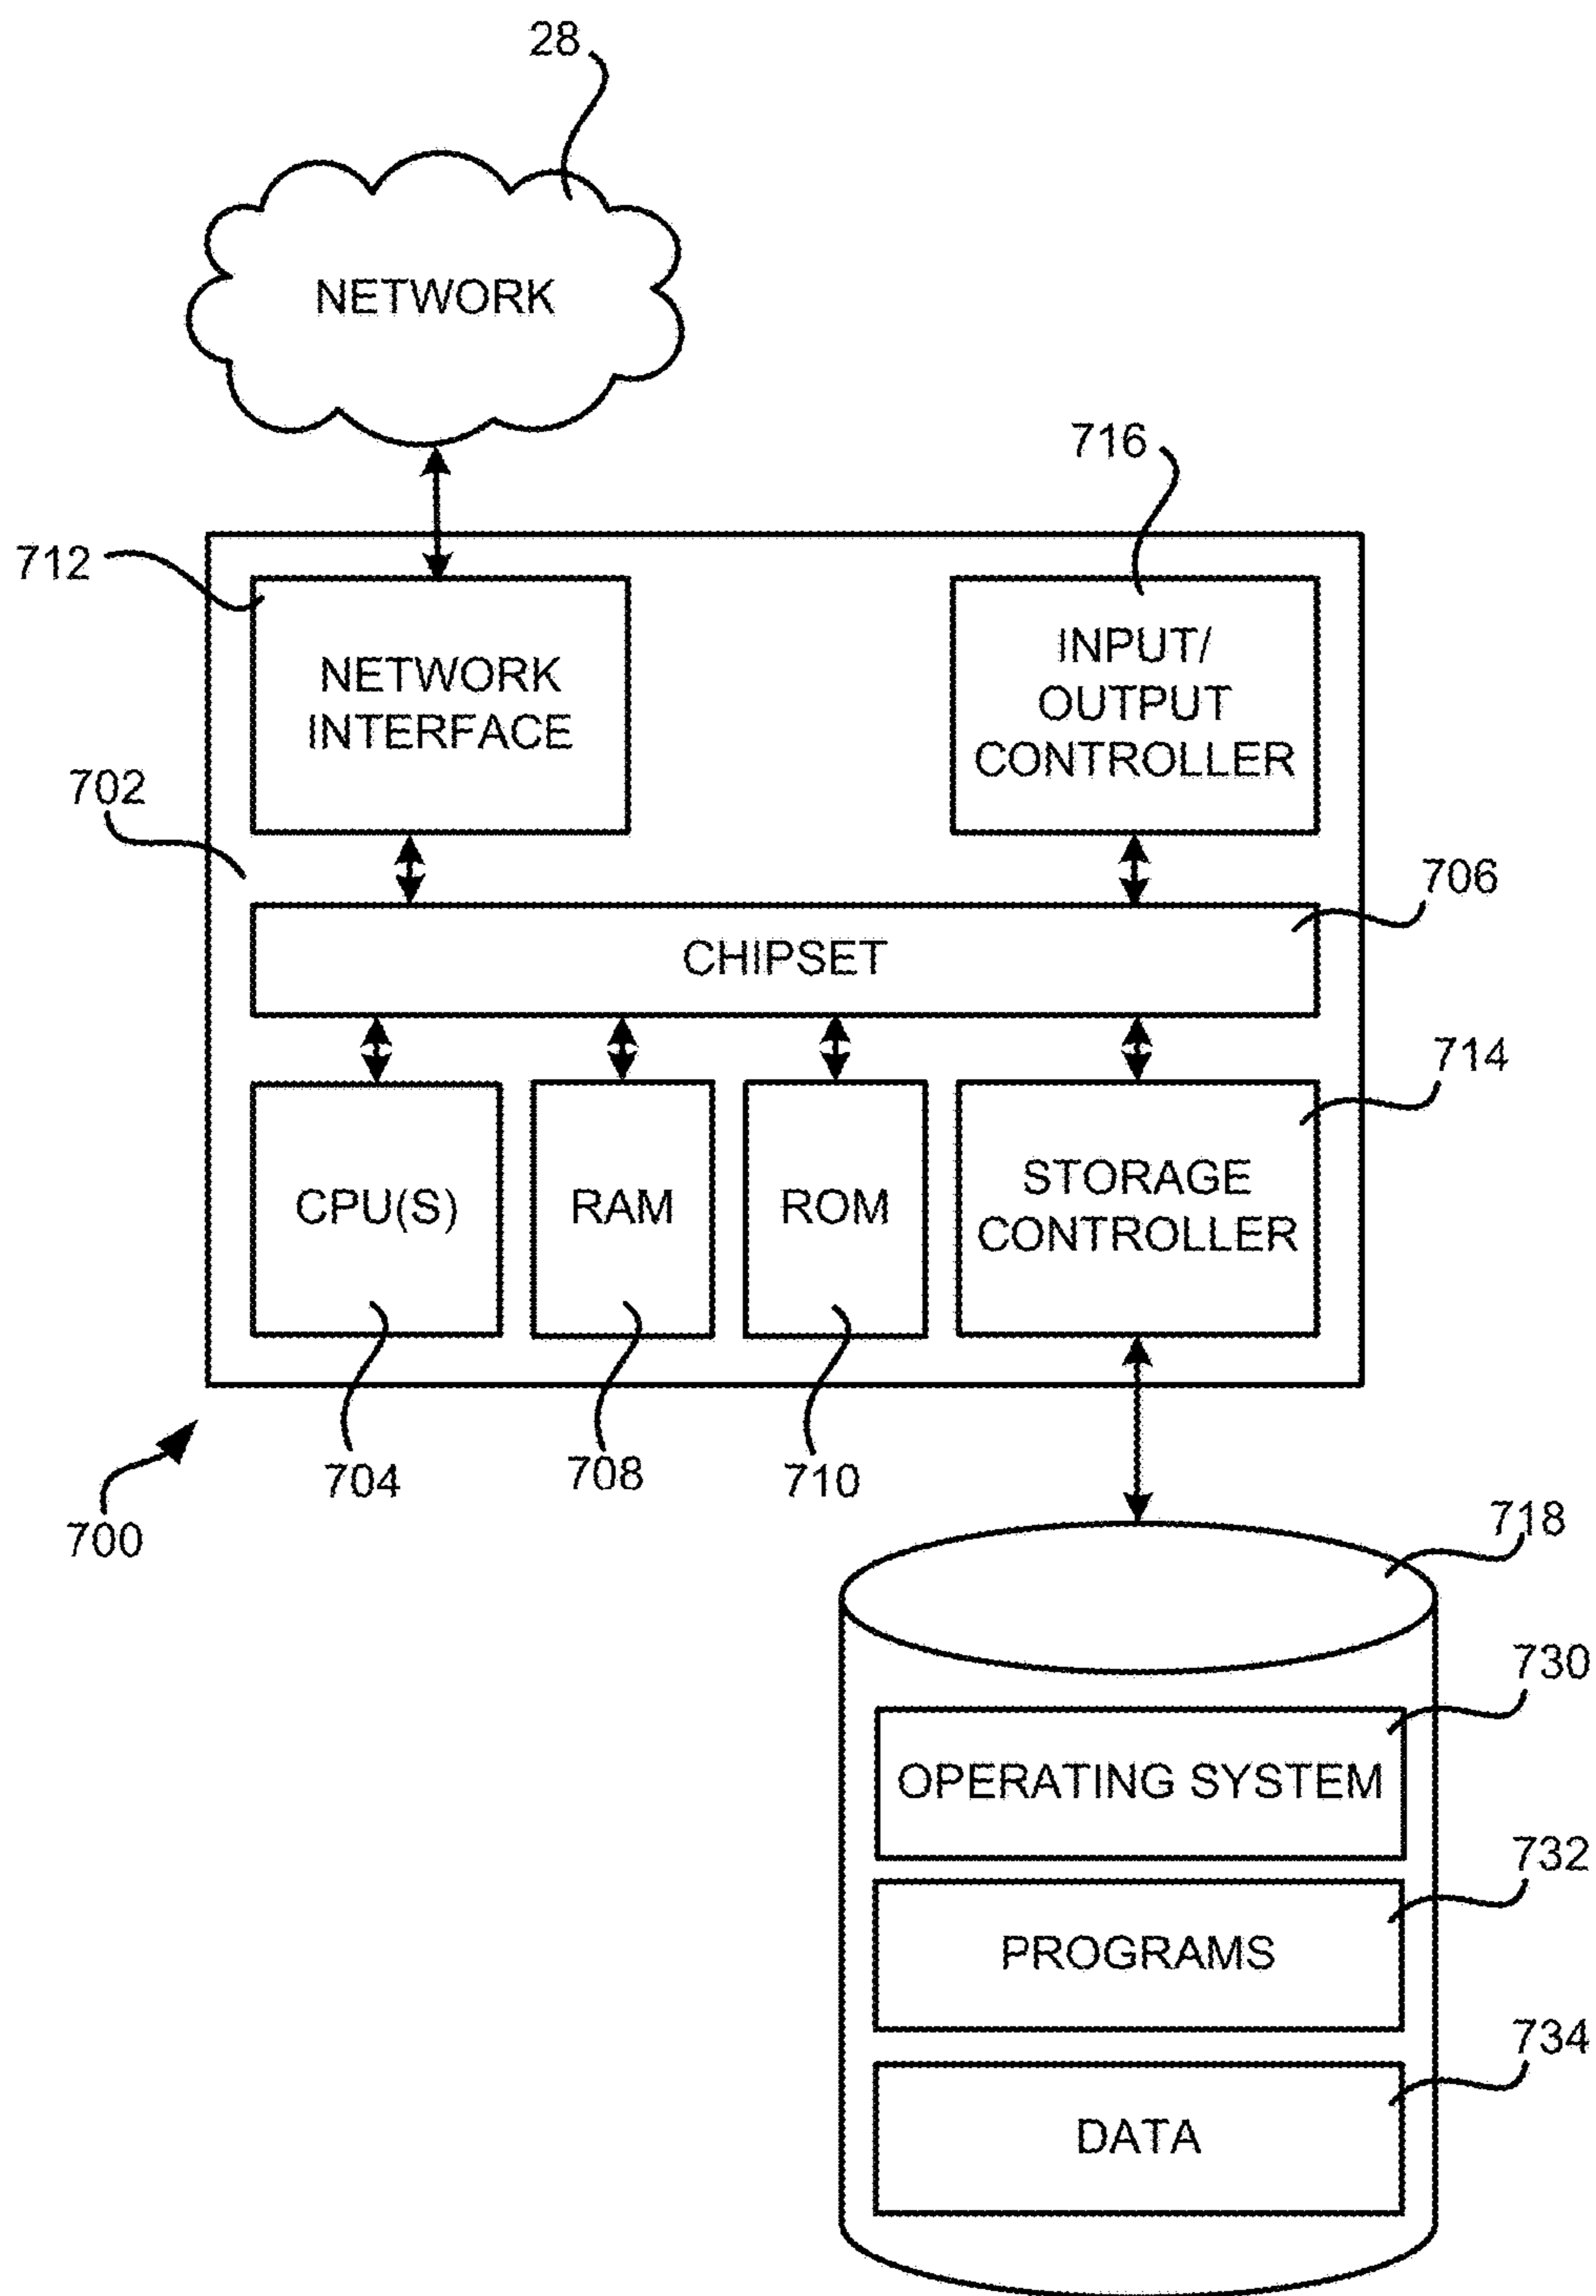 28
NETWORK
716
712
NETWORK
INTERFACE
INPUT/
OUTPUT
CONTROLLER
702
706
CHIPSET
714
CPU(S)
RAM
ROM
STORAGE
CONTROLLER
704
708
710
700
718
730
OPERATING SYSTEM
732
PROGRAMS
734
DATA